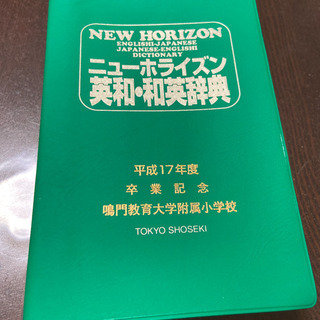 NEW HORIZON
ENGLISH-JAPANESE
JAPANESE-ENGLISH
DICTIONARY
ニューホライズン
英和・和英辞典
平成17年度
卒業記念
鳴門教育大学附属小学校
TOKYO SHOSEKI